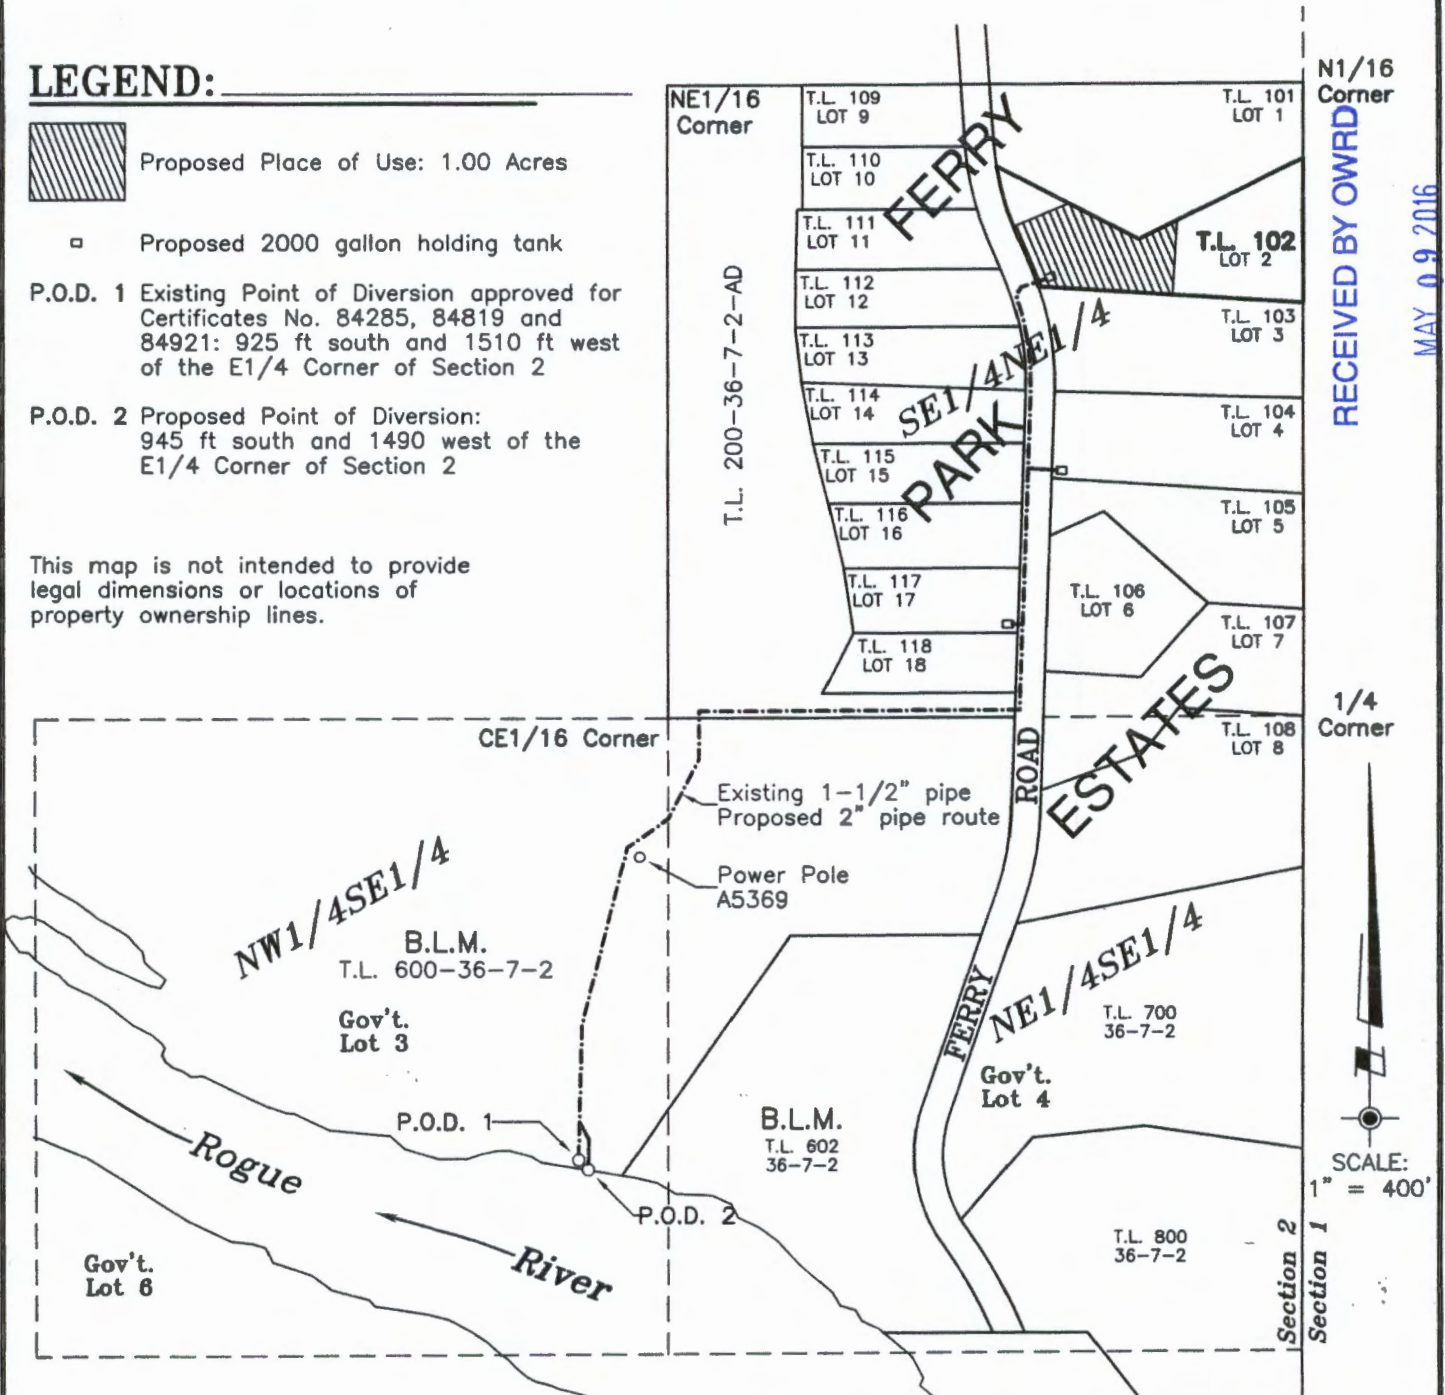 LEGEND:
Proposed Place of Use: 1.00 Acres
Proposed 2000 gallon holding tank
P.O.D. 1 Existing Point of Diversion approved for
Certificates No. 84285, 84819 and
84921: 925 ft south and 1510 ft west
of the E1/4 Corner of Section 2
P.O.D. 2 Proposed Point of Diversion:
945 ft south and 1490 west of the
E1/4 Corner of Section 2
This map is not intended to provide
legal dimensions or locations of
property ownership lines.
NE1/16
Corner
N1/16
Corner
RECEIVED BY OWRD
MAY 09 2016
T.L. 109
LOT 9
T.L. 110
LOT 10
T.L. 111
LOT 11
T.L. 112
LOT 12
T.L. 113
LOT 13
T.L. 114
LOT 14
T.L. 115
LOT 15
T.L. 116
LOT 16
T.L. 117
LOT 17
T.L. 118
LOT 18
T.L. 200-36-7-2-AD
FERRY
PARK
ESTATES
SE1/4NE1/4
T.L. 101
LOT 1
T.L. 102
LOT 2
T.L. 103
LOT 3
T.L. 104
LOT 4
T.L. 105
LOT 5
T.L. 106
LOT 6
T.L. 107
LOT 7
T.L. 108
LOT 8
1/4
Corner
CE1/16 Corner
ROAD
Existing 1-1/2" pipe
Proposed 2" pipe route
Power Pole
A5369
NW1/4SE1/4
B.L.M.
T.L. 600-36-7-2
Gov't.
Lot 3
FERRY
NE1/4SE1/4
T.L. 700
36-7-2
Gov't.
Lot 4
B.L.M.
T.L. 602
36-7-2
P.O.D. 1
P.O.D. 2
Rogue
River
Gov't.
Lot 6
T.L. 800
36-7-2
SCALE:
1" = 400'
Section 2
Section 1